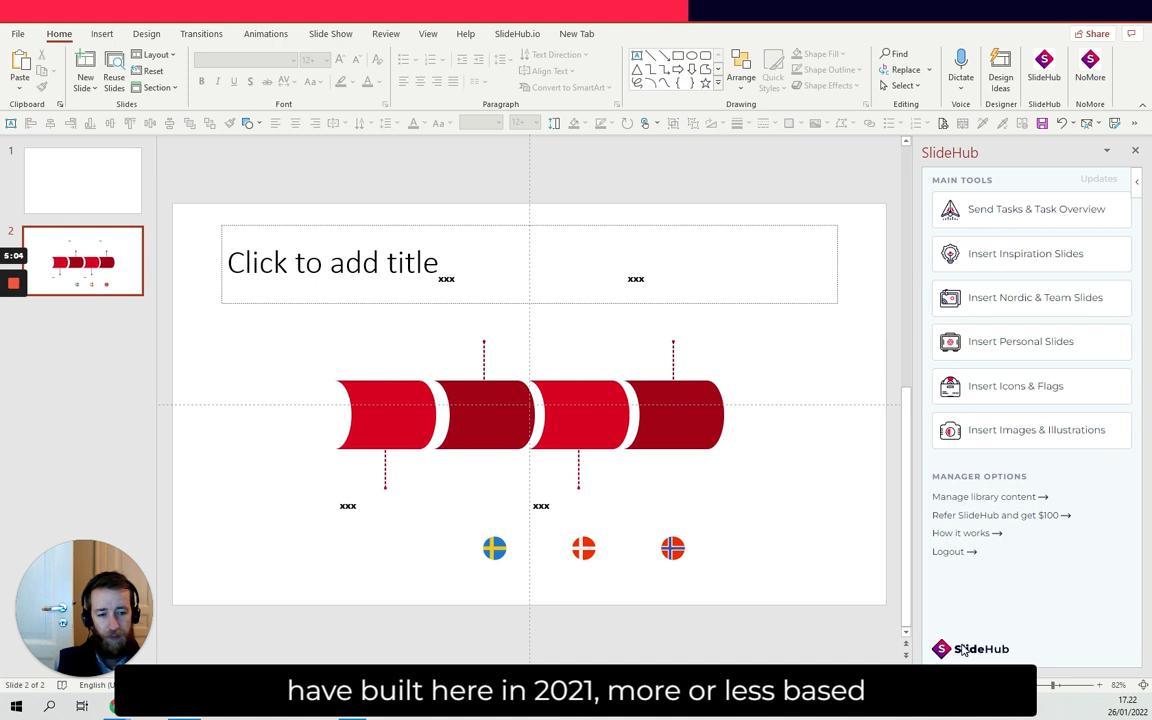 File Home Insert Design Transitions Animations Slide Show Review View Help SlideHub.io New Tab Share
Paste
New Slide
Reuse Slides
Layout
Reset
Section
12+
B I U S ab
Text Direction
Align Text
Convert to SmartArt
Arrange
Quick Styles
Shape Fill
Shape Outline
Shape Effects
Find
Replace
Select
Dictate
Design Ideas
SlideHub
NoMore
Clipboard Slides Font Paragraph Drawing Editing Voice Designer SlideHub NoMore
12+
1
2
5:04
Click to add title
xxx
xxx
xxx
xxx
SlideHub
MAIN TOOLS
Updates
Send Tasks & Task Overview
Insert Inspiration Slides
Insert Nordic & Team Slides
Insert Personal Slides
Insert Icons & Flags
Insert Images & Illustrations
MANAGER OPTIONS
Manage library content
Refer SlideHub and get $100
How it works
Logout
SlideHub
have built here in 2021, more or less based
Slide 2 of 2
English (U
82%
17.22
26/01/2022